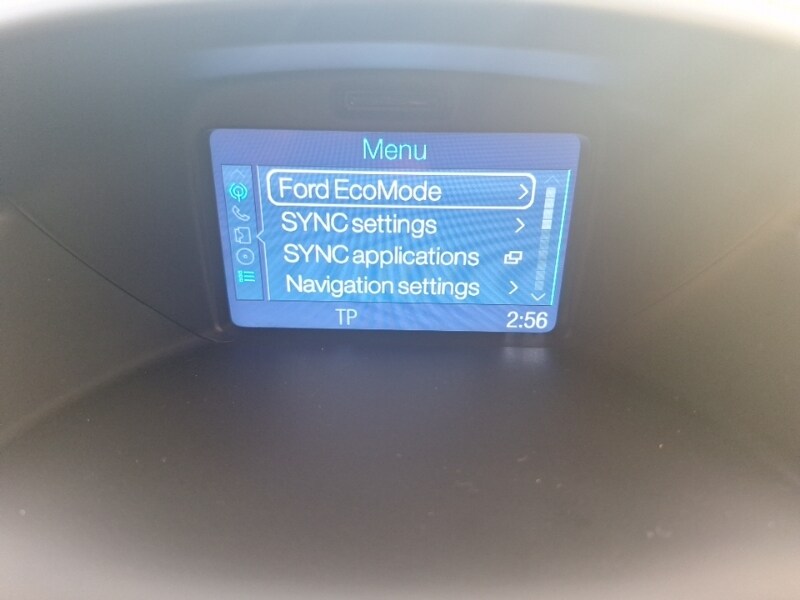 Menu
Ford EcoMode
SYNC settings
SYNC applications
Navigation settings
TP 2:56